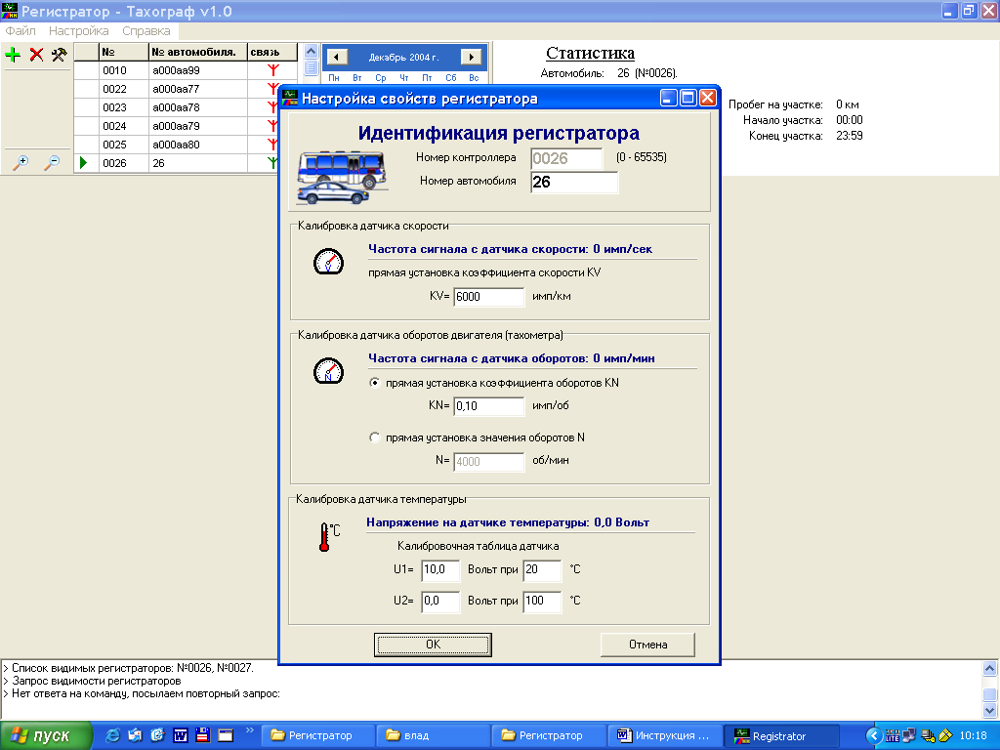 Регистратор - Тахограф v1.0
Файл Настройка Справка
№ № автомобиля. связь
0010 а000аа99
0022 а000аа77
0023 а000аа78
0024 а000аа79
0025 а000аа80
0026 26
Декабрь 2004 г.
Пн Вт Ср Чт Пт Сб Вс
Статистика
Автомобиль: 26 (№0026).
Пробег на участке: 0 км
Начало участка: 00:00
Конец участка: 23:59
Настройка свойств регистратора
Идентификация регистратора
Номер контроллера 0026 (0 - 65535)
Номер автомобиля 26
Калибровка датчика скорости
Частота сигнала с датчика скорости: 0 имп/сек
прямая установка коэффициента скорости KV
V
KV= 6000 имп/км
Калибровка датчика оборотов двигателя (тахометра)
Частота сигнала с датчика оборотов: 0 имп/мин
N
прямая установка коэффициента оборотов KN
KN= 0,10 имп/об
прямая установка значения оборотов N
N= 4000 об/мин
Калибровка датчика температуры
Напряжение на датчике температуры: 0,0 Вольт
°C
Калибровочная таблица датчика
U1= 10,0 Вольт при 20 °C
U2= 0,0 Вольт при 100 °C
OK Отмена
> Список видимых регистраторов: №0026, №0027.
> Запрос видимости регистраторов
> Нет ответа на команду, посылаем повторный запрос:
пуск » Регистратор влад Регистратор Инструкция ... Registrator LITE 10:18